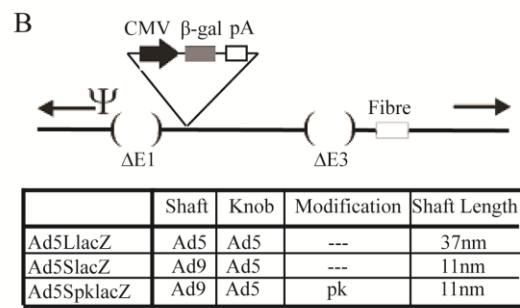 B
CMV β-gal pA
Ψ
Fibre
ΔE1 ΔE3
Shaft Knob Modification Shaft Length
Ad5LlacZ Ad5 Ad5 --- 37nm
Ad5SlacZ Ad9 Ad5 --- 11nm
Ad5SpklacZ Ad9 Ad5 pk 11nm